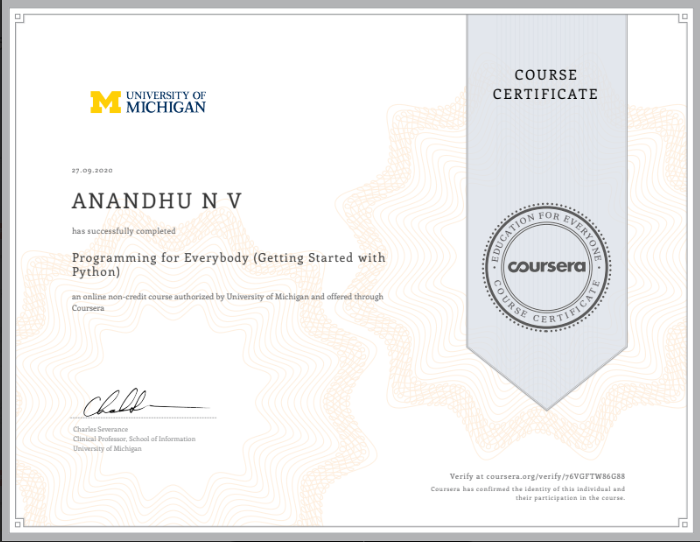 UNIVERSITY OF
MICHIGAN
COURSE
CERTIFICATE
27.09.2020
ANANDHU N V
has successfully completed
Programming for Everybody (Getting Started with
Python)
an online non-credit course authorized by University of Michigan and offered through
Coursera
EDUCATION FOR EVERYONE
coursera
COURSE CERTIFICATE
Charles Severance
Clinical Professor, School of Information
University of Michigan
Verify at coursera.org/verify/76VGFTW86G88
Coursera has confirmed the identity of this individual and
their participation in the course.